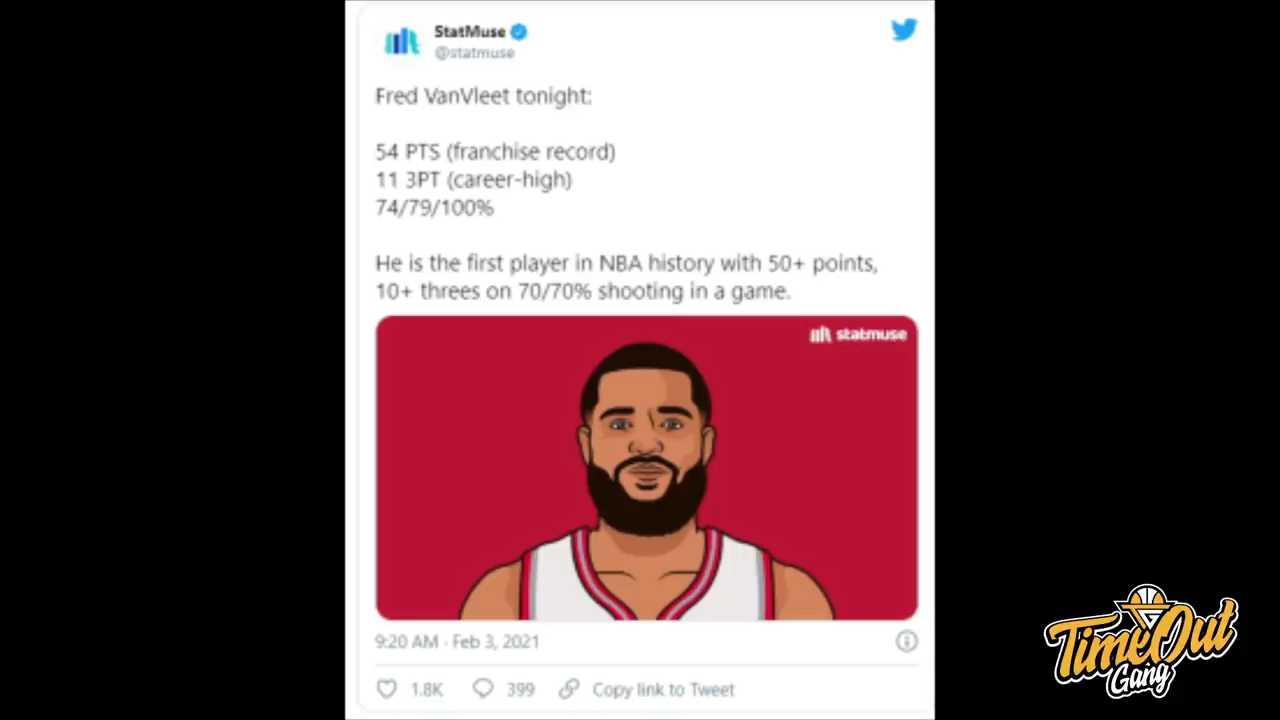 StatMuse
@statmuse
Fred VanVleet tonight:
54 PTS (franchise record)
11 3PT (career-high)
74/79/100%
He is the first player in NBA history with 50+ points,
10+ threes on 70/70% shooting in a game.
statmuse
9:20 AM · Feb 3, 2021
1.8K 399 Copy link to Tweet
TimeOut
Gang